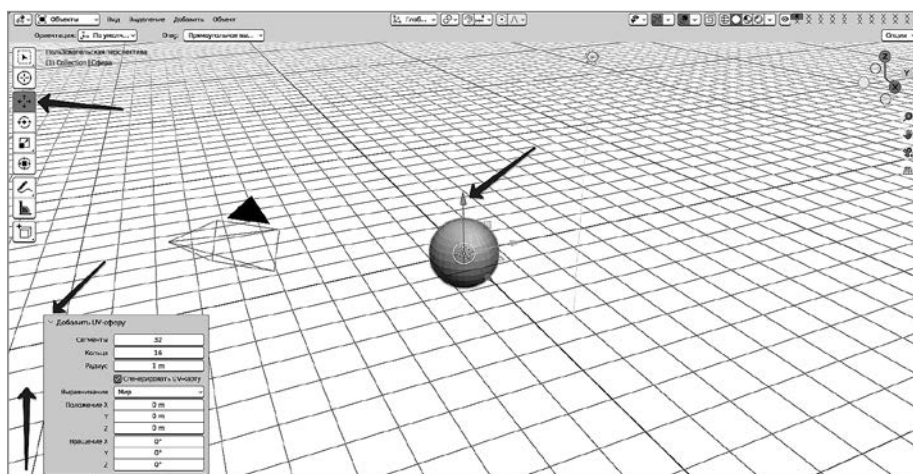 Объекты Вид Выделение Добавить Объект Глоб...
Ориентация: По умолч... Drag: Прямоугольная вы... Опции
Пользовательская перспектива
(1) Collection | Сфера
Z
Y
X
Добавить UV-сферу
Сегменты 32
Кольца 16
Радиус 1 m
Сгенерировать UV-карту
Выравнивание Мир
Положение X 0 m
Y 0 m
Z 0 m
Вращение X 0°
Y 0°
Z 0°